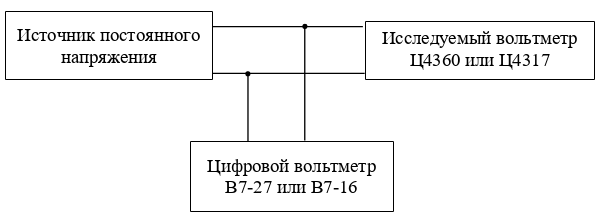 Источник постоянного
напряжения
Исследуемый вольтметр
Ц4360 или Ц4317
Цифровой вольтметр
В7-27 или В7-16